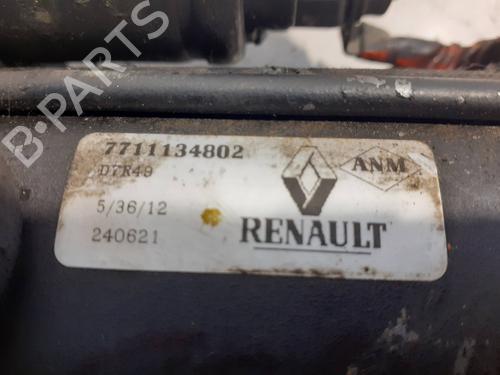 B-PARTS
7711134802
D7R49
5/36/12
240621
ANM
RENAULT